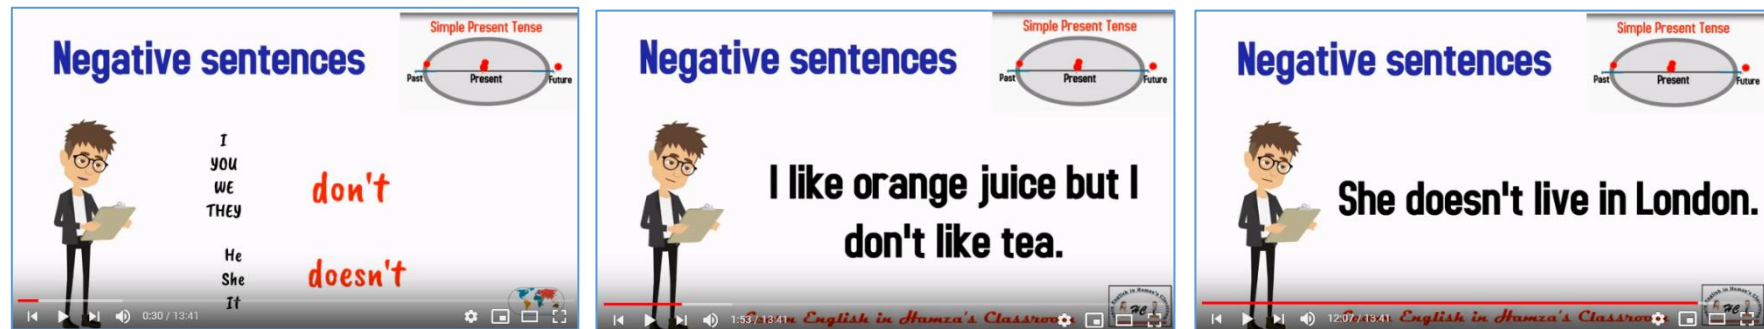 Negative sentences
Simple Present Tense
Past
Present
Future
I
you
WE
THEY
don't
He
She
It
doesn't
0:30 / 13:41
Negative sentences
Simple Present Tense
Past
Present
Future
I like orange juice but I
don't like tea.
1:53 / 13:41
English in Hamza's Classroo
Negative sentences
Simple Present Tense
Past
Present
Future
She doesn't live in London.
12:07 / 13:41
English in Hamza's Classroo